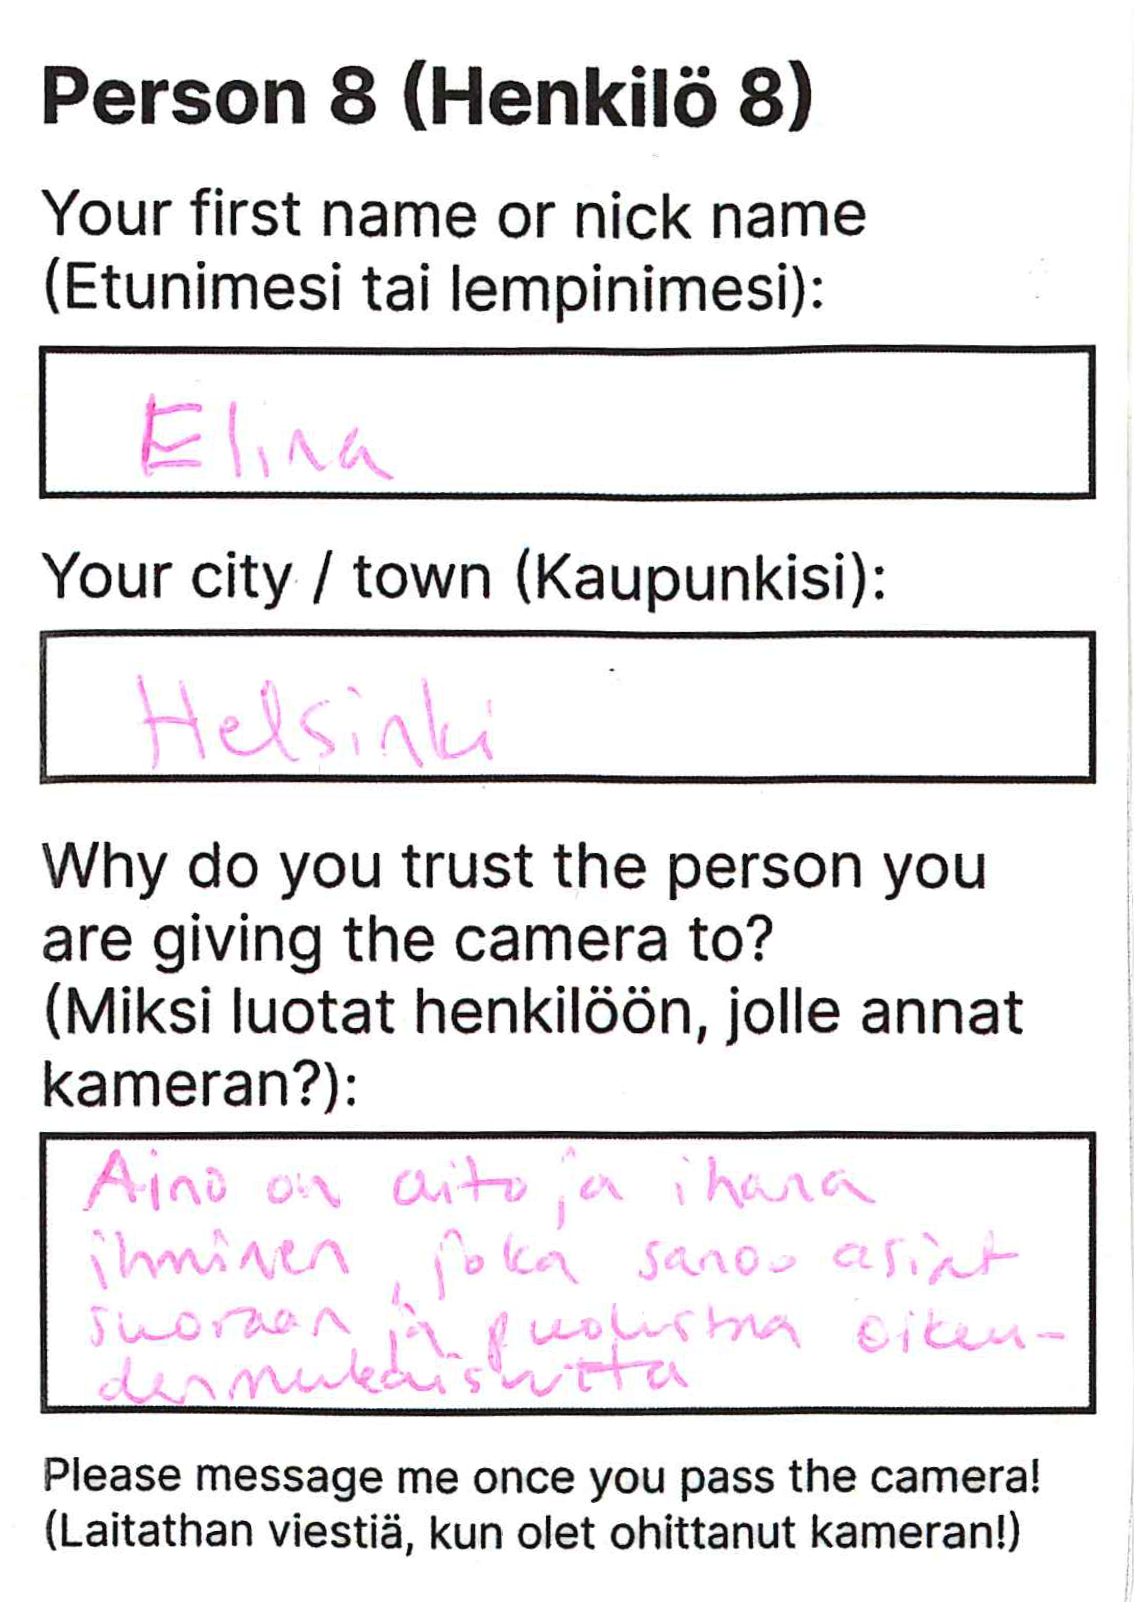 Person 8 (Henkilö 8)
Your first name or nick name
(Etunimesi tai lempinimesi):
Elina
Your city / town (Kaupunkisi):
Helsinki
Why do you trust the person you
are giving the camera to?
(Miksi luotat henkilöön, jolle annat
kameran?):
Aino on aito ja ihana
ihminen, joka sanoo asiat
suoraan ja puolustaa oikeu-
denmukaisuutta
Please message me once you pass the camera!
(Laitathan viestiä, kun olet ohittanut kameran!)